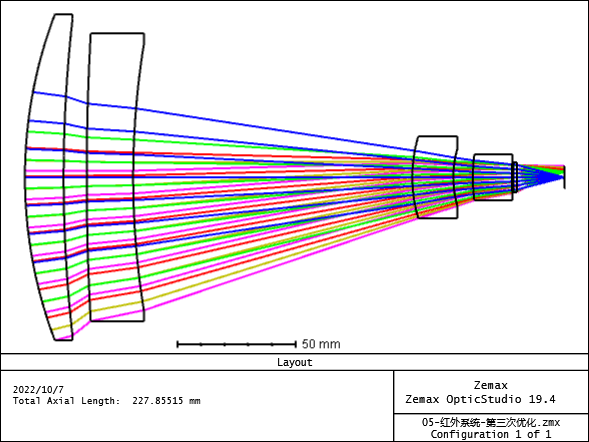 50 mm
Layout
2022/10/7
Total Axial Length:  227.85515 mm
Zemax
Zemax OpticStudio 19.4
05-红外系统-第三次优化.zmx
Configuration 1 of 1